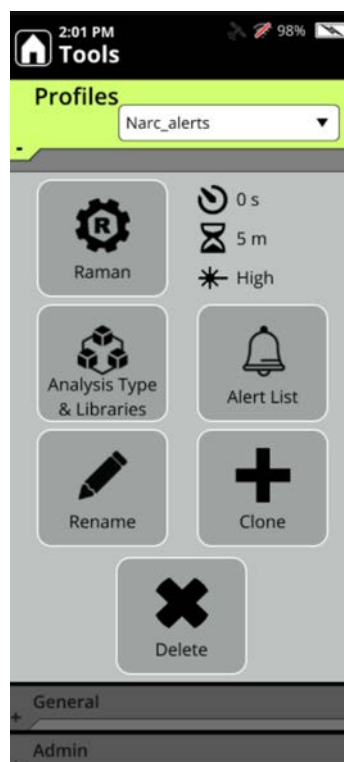 2:01 PM
98%
Tools
Profiles
Narc_alerts
-
R
0 s
5 m
High
Raman
Analysis Type
& Libraries
Alert List
Rename
Clone
Delete
General
+
Admin